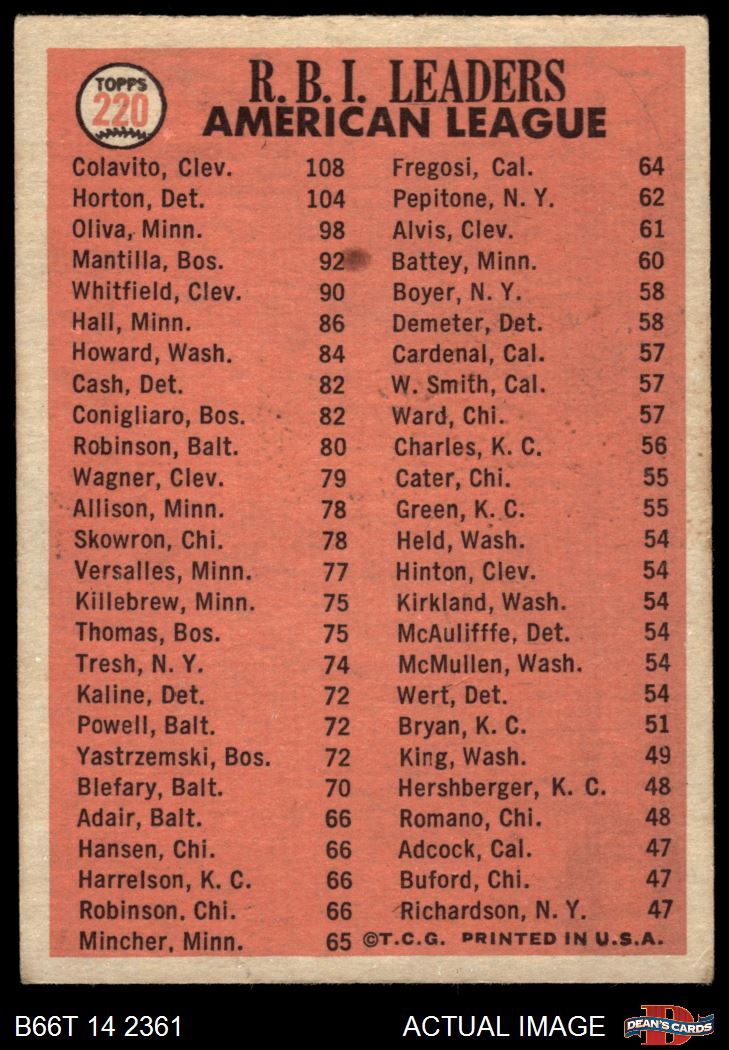 TOPPS
220
R. B. I. LEADERS
AMERICAN LEAGUE
Colavito, Clev. 108
Horton, Det. 104
Oliva, Minn. 98
Mantilla, Bos. 92
Whitfield, Clev. 90
Hall, Minn. 86
Howard, Wash. 84
Cash, Det. 82
Conigliaro, Bos. 82
Robinson, Balt. 80
Wagner, Clev. 79
Allison, Minn. 78
Skowron, Chi. 78
Versalles, Minn. 77
Killebrew, Minn. 75
Thomas, Bos. 75
Tresh, N. Y. 74
Kaline, Det. 72
Powell, Balt. 72
Yastrzemski, Bos. 72
Blefary, Balt. 70
Adair, Balt. 66
Hansen, Chi. 66
Harrelson, K. C. 66
Robinson, Chi. 66
Mincher, Minn. 65
Fregosi, Cal. 64
Pepitone, N. Y. 62
Alvis, Clev. 61
Battey, Minn. 60
Boyer, N. Y. 58
Demeter, Det. 58
Cardenal, Cal. 57
W. Smith, Cal. 57
Ward, Chi. 57
Charles, K. C. 56
Cater, Chi. 55
Green, K. C. 55
Held, Wash. 54
Hinton, Clev. 54
Kirkland, Wash. 54
McAulifffe, Det. 54
McMullen, Wash. 54
Wert, Det. 54
Bryan, K. C. 51
King, Wash. 49
Hershberger, K. C. 48
Romano, Chi. 48
Adcock, Cal. 47
Buford, Chi. 47
Richardson, N. Y. 47
©T.C.G. PRINTED IN U.S.A.
B66T 14 2361
ACTUAL IMAGE
DEAN'S CARDS